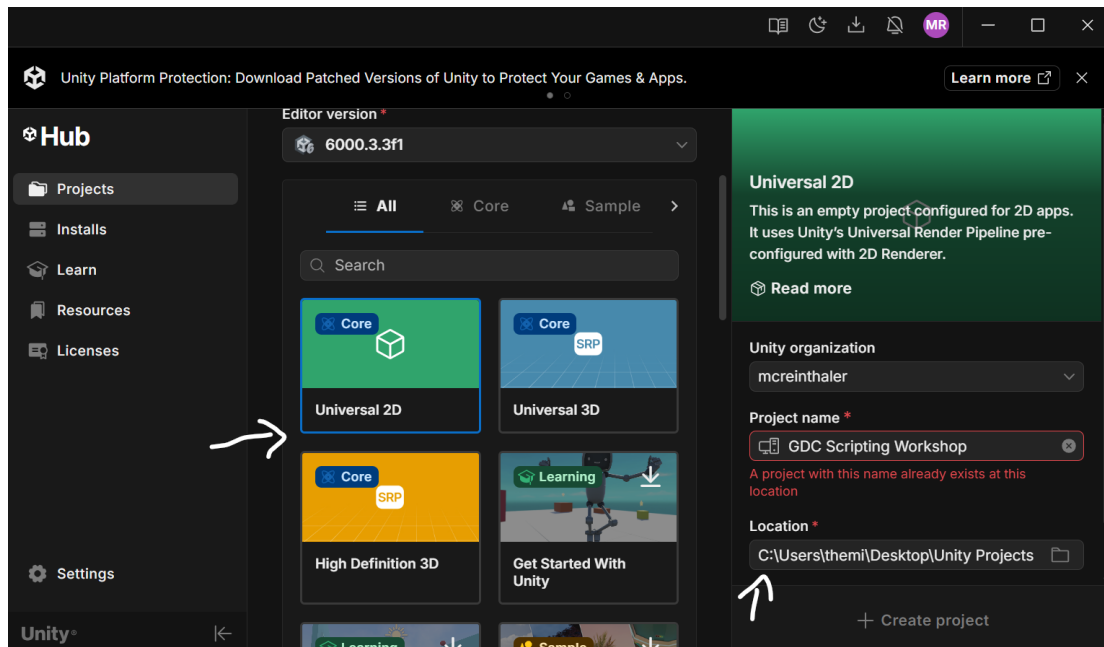 MR
Unity Platform Protection: Download Patched Versions of Unity to Protect Your Games & Apps.
Learn more
Hub
Projects
Installs
Learn
Resources
Licenses
Settings
Unity
Editor version *
6000.3.3f1
All
Core
Sample
Search
Core
Universal 2D
Core
SRP
Universal 3D
Core
SRP
High Definition 3D
Learning
Get Started With
Unity
Learning
Sample
Universal 2D
This is an empty project configured for 2D apps.
It uses Unity's Universal Render Pipeline pre-
configured with 2D Renderer.
Read more
Unity organization
mcreinthaler
Project name *
GDC Scripting Workshop
A project with this name already exists at this
location
Location *
C:\Users\themi\Desktop\Unity Projects
Create project